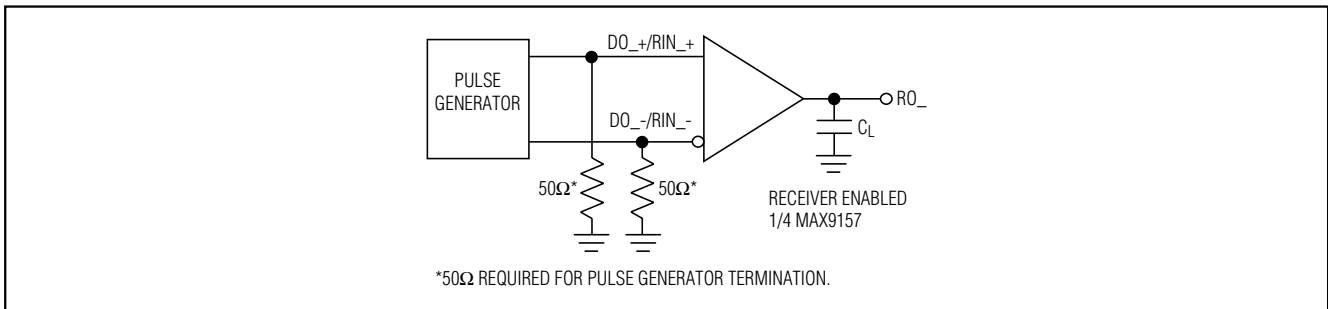 DO_+/RIN_+
PULSE
GENERATOR
RO_
DO_-/RIN_-
CL
50Ω*
50Ω*
RECEIVER ENABLED
1/4 MAX9157
*50Ω REQUIRED FOR PULSE GENERATOR TERMINATION.